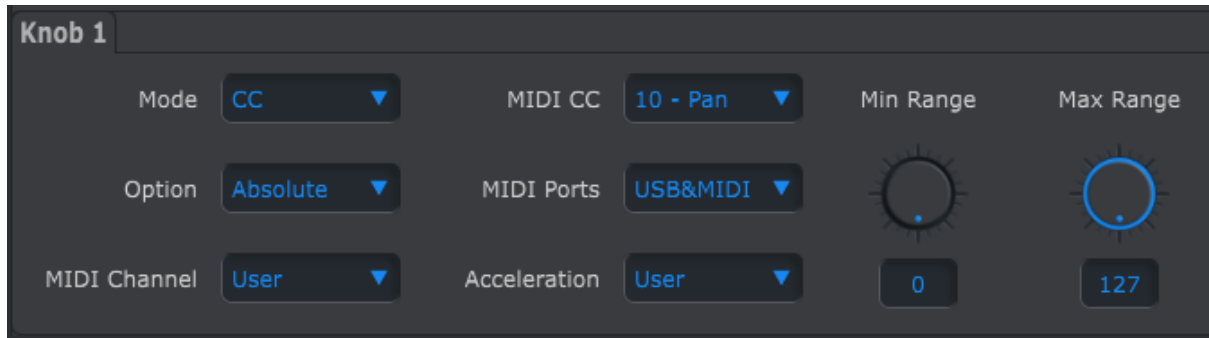 Knob 1
Mode CC MIDI CC 10 - Pan Min Range Max Range
Option Absolute MIDI Ports USB&MIDI
MIDI Channel User Acceleration User 0 127